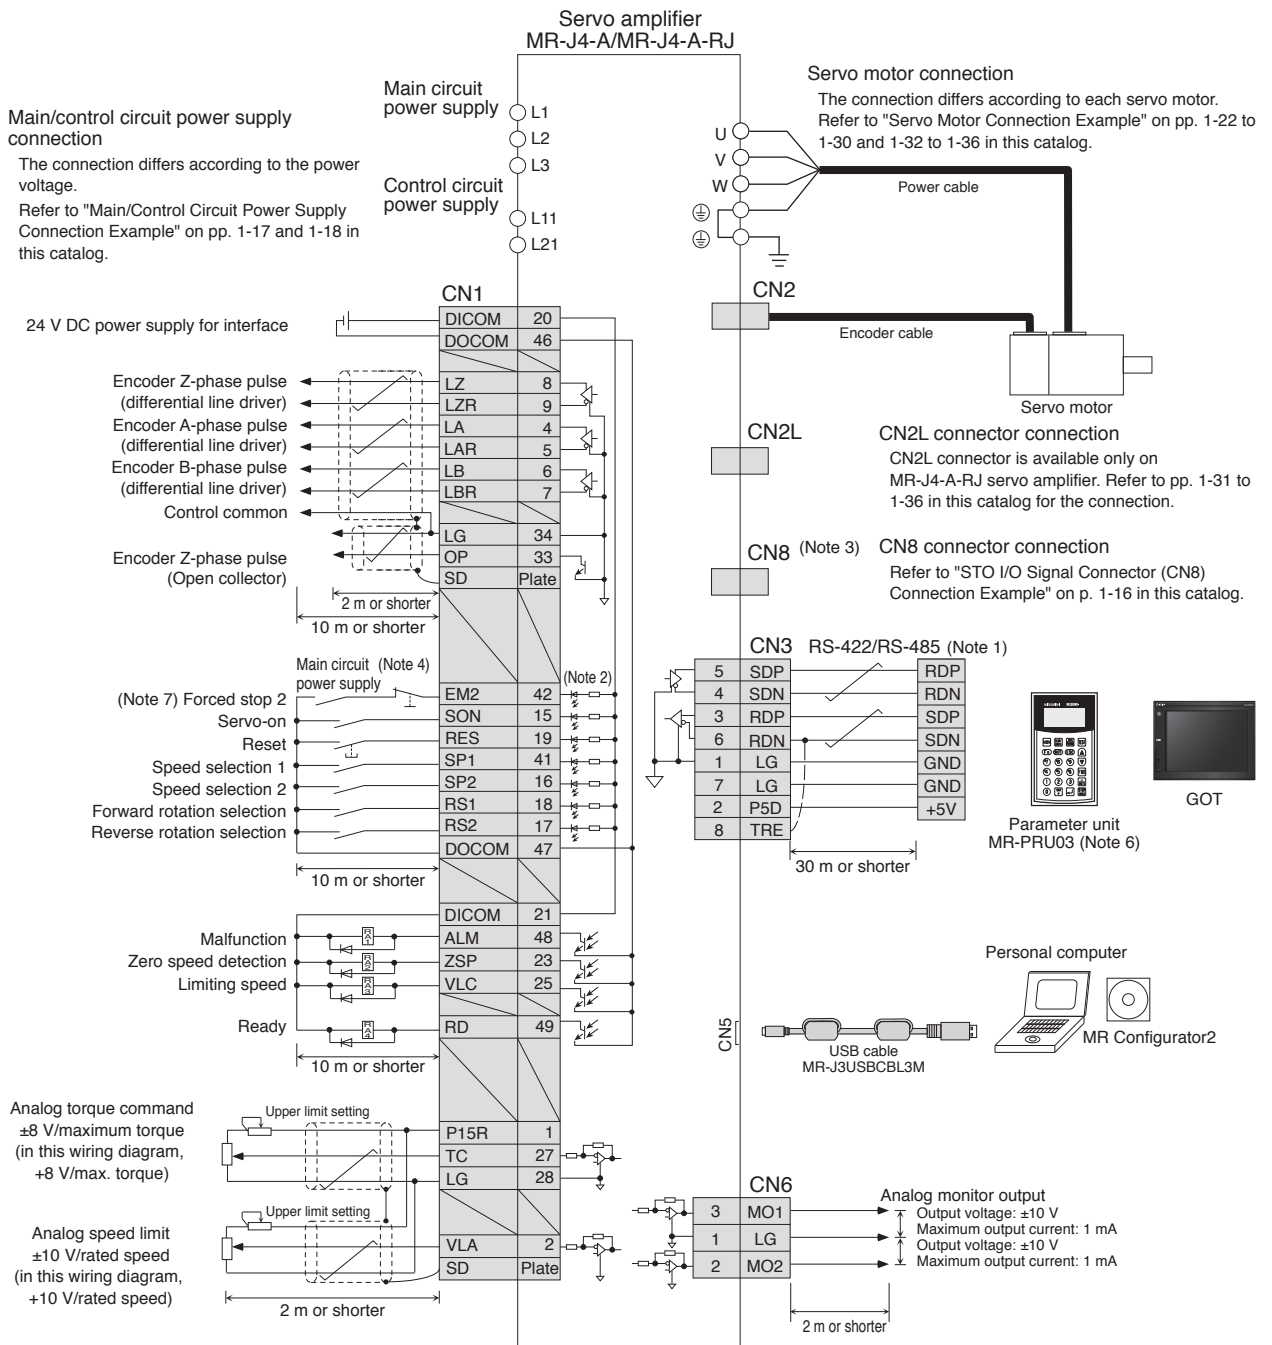 Servo amplifier
MR-J4-A/MR-J4-A-RJ
Main/control circuit power supply
connection
The connection differs according to the power
voltage.
Refer to "Main/Control Circuit Power Supply
Connection Example" on pp. 1-17 and 1-18 in
this catalog.
Main circuit
power supply
L1
L2
L3
Control circuit
power supply
L11
L21
Servo motor connection
The connection differs according to each servo motor.
Refer to "Servo Motor Connection Example" on pp. 1-22 to
1-30 and 1-32 to 1-36 in this catalog.
U
V
W
Power cable
CN2
Encoder cable
Servo motor
CN2L
CN2L connector connection
CN2L connector is available only on
MR-J4-A-RJ servo amplifier. Refer to pp. 1-31 to
1-36 in this catalog for the connection.
CN8 (Note 3)
CN8 connector connection
Refer to "STO I/O Signal Connector (CN8)
Connection Example" on p. 1-16 in this catalog.
CN1
24 V DC power supply for interface
DICOM 20
DOCOM 46
Encoder Z-phase pulse
(differential line driver)
LZ 8
LZR 9
Encoder A-phase pulse
(differential line driver)
LA 4
LAR 5
Encoder B-phase pulse
(differential line driver)
LB 6
LBR 7
Control common
LG 34
Encoder Z-phase pulse
(Open collector)
OP 33
SD Plate
2 m or shorter
10 m or shorter
Main circuit (Note 4)
power supply
(Note 2)
(Note 7) Forced stop 2
EM2 42
Servo-on
SON 15
Reset
RES 19
Speed selection 1
SP1 41
Speed selection 2
SP2 16
Forward rotation selection
RS1 18
Reverse rotation selection
RS2 17
DOCOM 47
10 m or shorter
DICOM 21
Malfunction
RA1
ALM 48
Zero speed detection
RA2
ZSP 23
Limiting speed
RA3
VLC 25
Ready
RA4
RD 49
10 m or shorter
Analog torque command
±8 V/maximum torque
(in this wiring diagram,
+8 V/max. torque)
Upper limit setting
P15R 1
TC 27
LG 28
Analog speed limit
±10 V/rated speed
(in this wiring diagram,
+10 V/rated speed)
Upper limit setting
VLA 2
SD Plate
2 m or shorter
CN3 RS-422/RS-485 (Note 1)
5 SDP RDP
4 SDN RDN
3 RDP SDP
6 RDN SDN
1 LG GND
7 LG GND
2 P5D +5V
8 TRE
30 m or shorter
Parameter unit
MR-PRU03 (Note 6)
GOT
Personal computer
CN5
USB cable
MR-J3USBCBL3M
MR Configurator2
CN6
3 MO1
1 LG
2 MO2
Analog monitor output
Output voltage: ±10 V
Maximum output current: 1 mA
Output voltage: ±10 V
Maximum output current: 1 mA
2 m or shorter